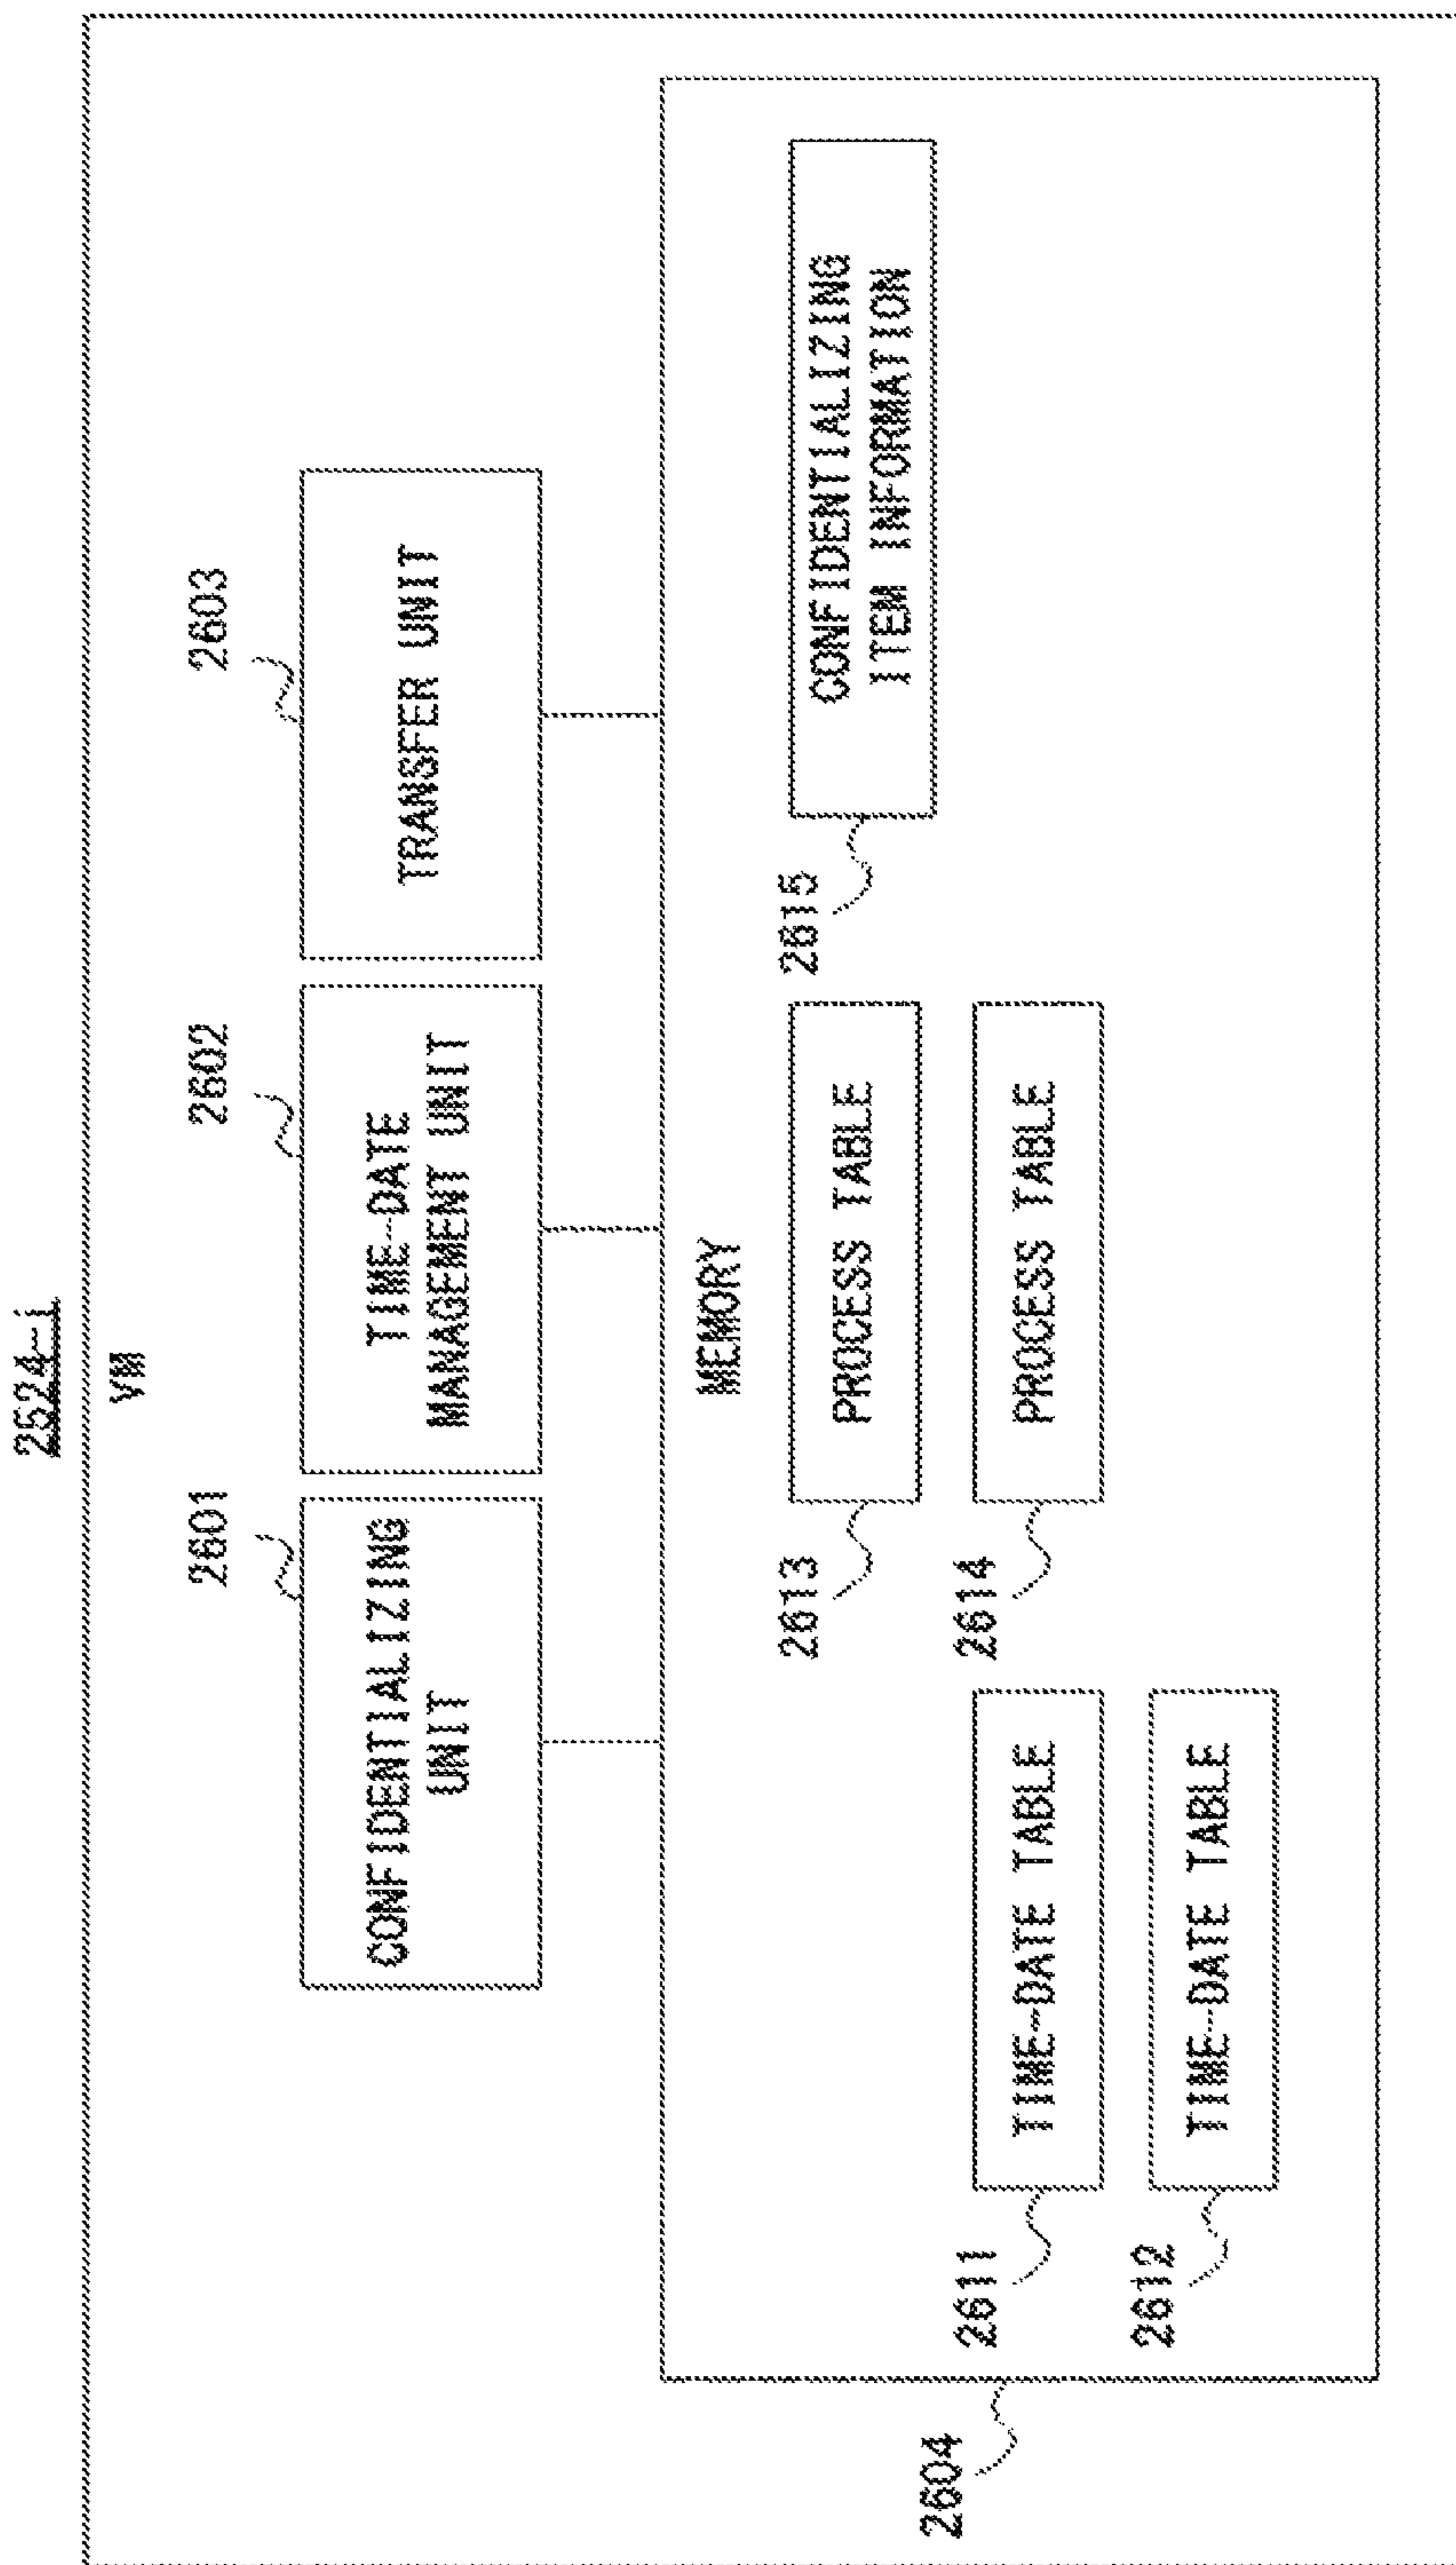 2524-i
VM
2601
2602
2603
CONFIDENTIALIZING
UNIT
TIME-DATE
MANAGEMENT UNIT
TRANSFER UNIT
2604
MEMORY
2613
PROCESS TABLE
2615
CONFIDENTIALIZING
ITEM INFORMATION
2611
TIME-DATE TABLE
2614
PROCESS TABLE
2612
TIME-DATE TABLE